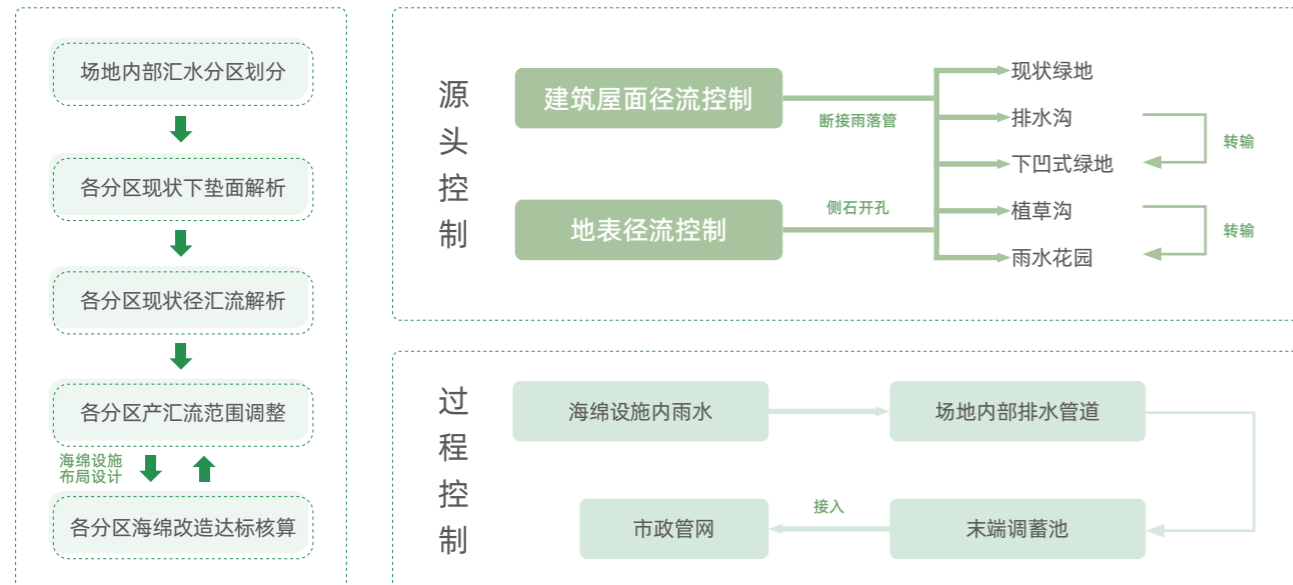 场地内部汇水分区划分
各分区现状下垫面解析
各分区现状径汇流解析
各分区产汇流范围调整
海绵设施
布局设计
各分区海绵改造达标核算
源头控制
建筑屋面径流控制
断接雨落管
地表径流控制
侧石开孔
现状绿地
排水沟
下凹式绿地
植草沟
雨水花园
转输
转输
过程控制
海绵设施内雨水
场地内部排水管道
市政管网
接入
末端调蓄池